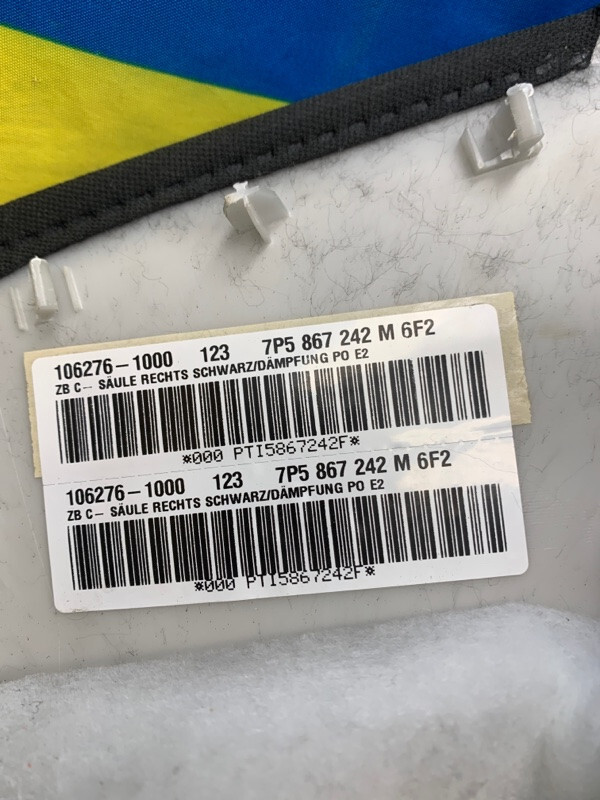 106276-1000 123 7P5 867 242 M 6F2
ZB C- SÄULE RECHTS SCHWARZ/DÄMPFUNG PO E2
*000 PTI5867242F*
106276-1000 123 7P5 867 242 M 6F2
ZB C- SÄULE RECHTS SCHWARZ/DÄMPFUNG PO E2
*000 PTI5867242F*